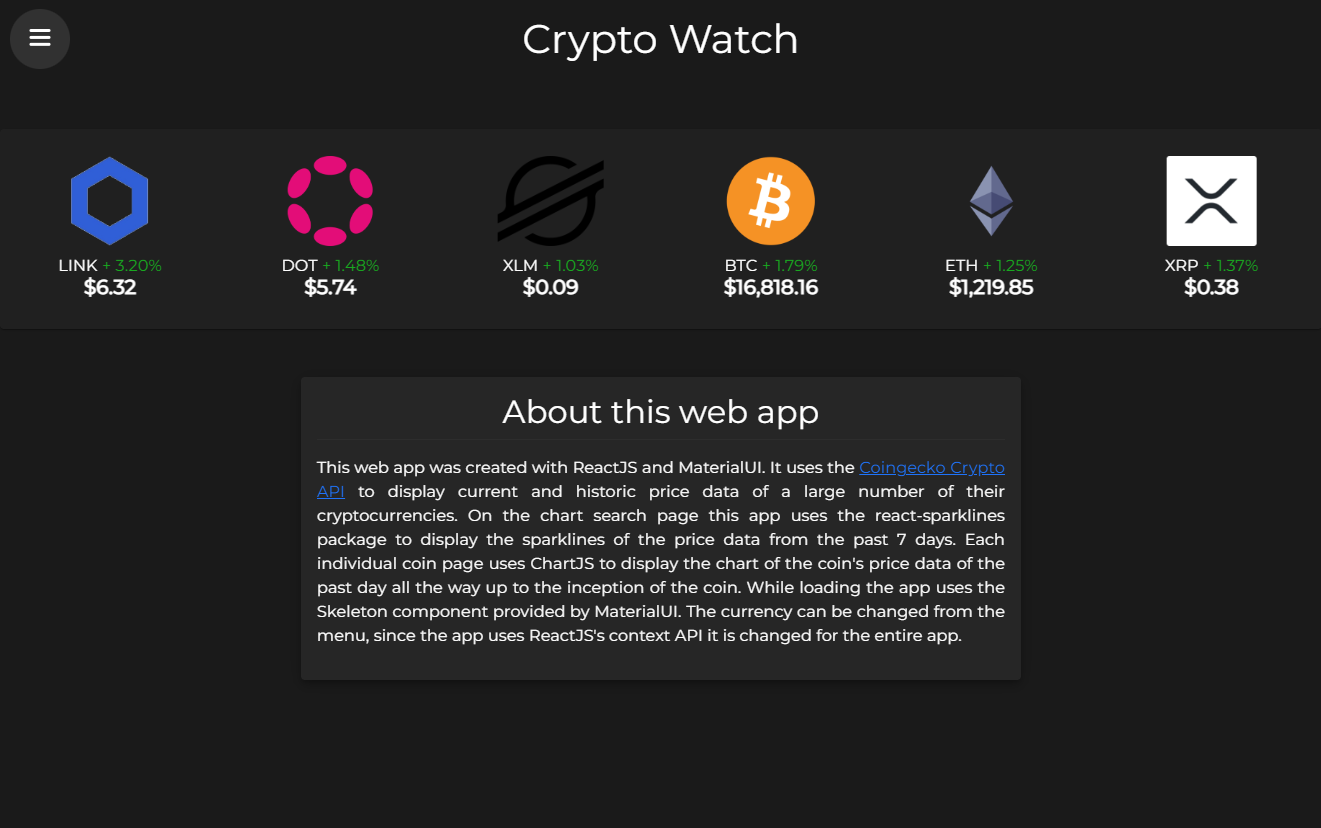 Crypto Watch
LINK + 3.20%
$6.32
DOT + 1.48%
$5.74
XLM + 1.03%
$0.09
BTC + 1.79%
$16,818.16
ETH + 1.25%
$1,219.85
XRP + 1.37%
$0.38
About this web app
This web app was created with ReactJS and MaterialUI. It uses the Coingecko Crypto
API to display current and historic price data of a large number of their
cryptocurrencies. On the chart search page this app uses the react-sparklines
package to display the sparklines of the price data from the past 7 days. Each
individual coin page uses ChartJS to display the chart of the coin's price data of the
past day all the way up to the inception of the coin. While loading the app uses the
Skeleton component provided by MaterialUI. The currency can be changed from the
menu, since the app uses ReactJS's context API it is changed for the entire app.